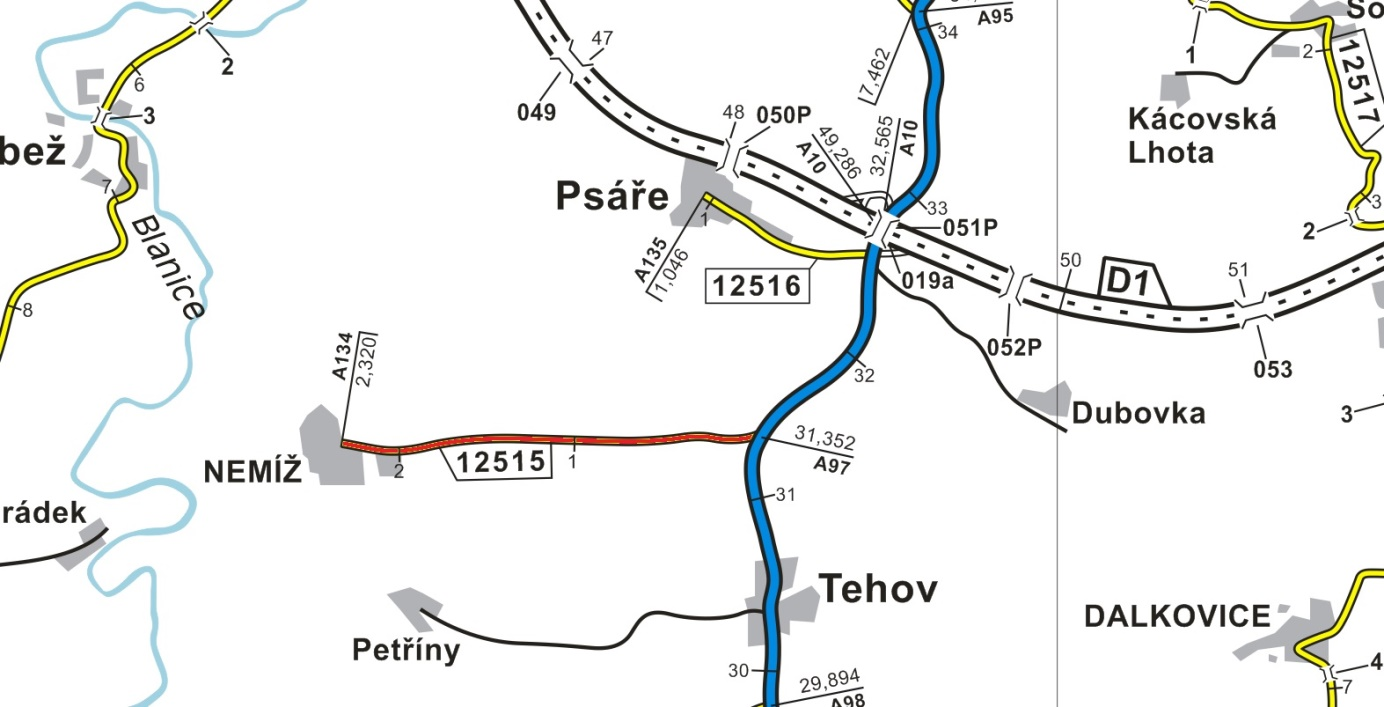 47
049
48
050P
49,286
A10
32,565
A10
7,462
A95
34
33
051P
019a
052P
50
D1
51
053
32
31,352
A97
31
30
29,894
A98
Psáře
1
A135
1,046
12516
A134
2,320
NEMÍŽ
2
12515
1
Tehov
Petříny
Dubovka
DALKOVICE
4
7
3
Kácovská
Lhota
1
2
12517
3
2
So
2
6
3
bež
7
Blanice
8
rádek